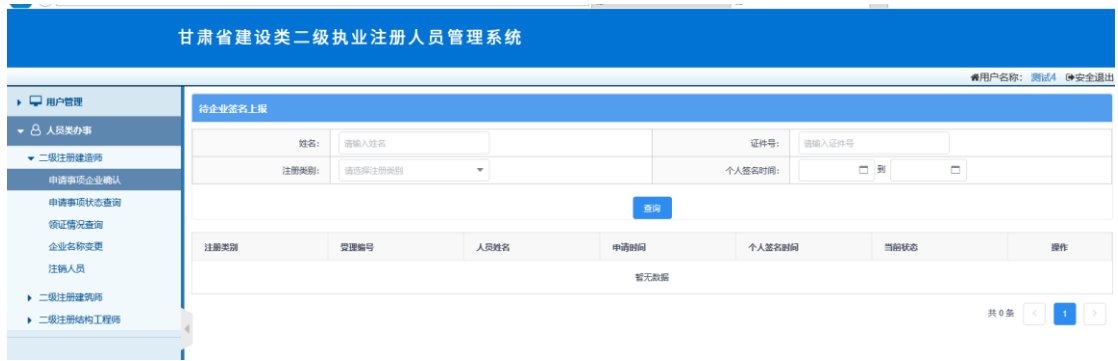 甘肃省建设类二级执业注册人员管理系统
用户名称: 测试4 安全退出
用户管理
人员类办事
二级注册建造师
申请事项企业确认
申请事项状态查询
领证情况查询
企业名称变更
注销人员
二级注册建筑师
二级注册结构工程师
待企业签名上报
姓名: 请输入姓名 证件号: 请输入证件号
注册类别: 请选择注册类别 个人签名时间: 到
查询
注册类别 受理编号 人员姓名 申请时间 个人签名时间 当前状态 操作
暂无数据
共 0 条 < 1 >